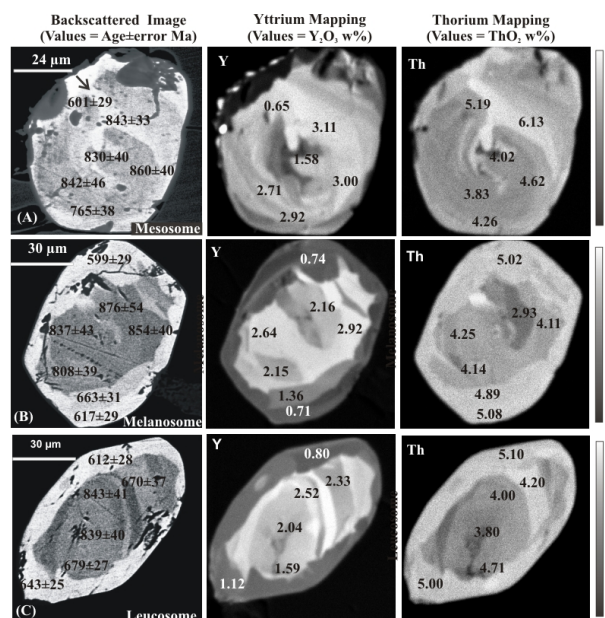 Backscattered Image
(Values = Age±error Ma)
Yttrium Mapping
(Values = Y₂O₃ w%)
Thorium Mapping
(Values = ThO₂ w%)
24 µm
601±29
843±33
830±40
860±40
842±46
765±38
(A)
Mesosome
Y
0.65
3.11
1.58
2.71
3.00
2.92
Th
5.19
6.13
4.02
4.62
3.83
4.26
30 µm
599±29
876±54
837±43
854±40
808±39
663±31
617±29
(B)
Melanosome
Y
0.74
2.16
2.64
2.92
2.15
1.36
0.71
Melanosome
Th
5.02
2.93
4.25
4.11
4.14
4.89
5.08
30 µm
612±28
670±37
843±41
839±40
679±27
643±25
(C)
Leucosome
Y
0.80
2.33
2.52
2.04
1.59
1.12
Leucosome
Th
5.10
4.20
4.00
3.80
4.71
5.00